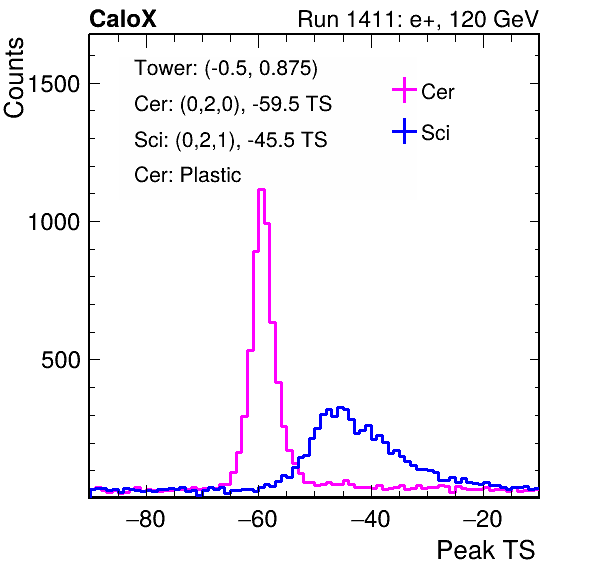 CaloX Run 1411: e+, 120 GeV
Counts
Tower: (-0.5, 0.875)
Cer: (0,2,0), -59.5 TS
Sci: (0,2,1), -45.5 TS
Cer: Plastic
Cer
Sci
1500
1000
500
−80 −60 −40 −20
Peak TS